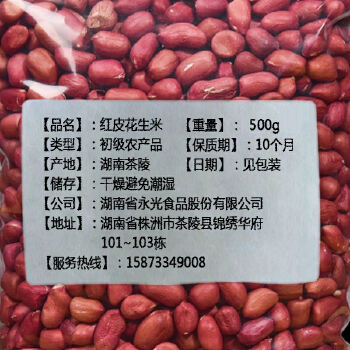 【品名】：红皮花生米 【重量】： 500g
【类型】：初级农产品 【保质期】：10个月
【产地】：湖南茶陵 【日期】：见包装
【储存】：干燥避免潮湿
【公司】：湖南省永光食品股份有限公司
【地址】：湖南省株洲市茶陵县锦绣华府
101~103栋
【服务热线】：15873349008